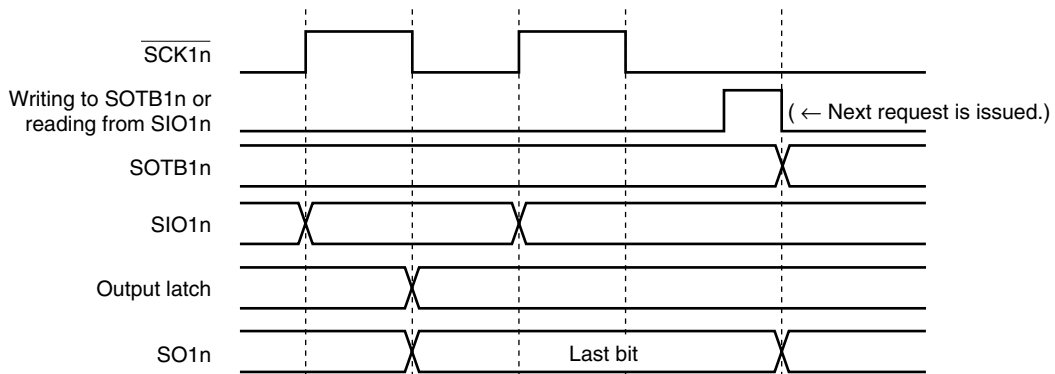 SCK1n
Writing to SOTB1n or
reading from SIO1n
( ← Next request is issued.)
SOTB1n
SIO1n
Output latch
SO1n
Last bit